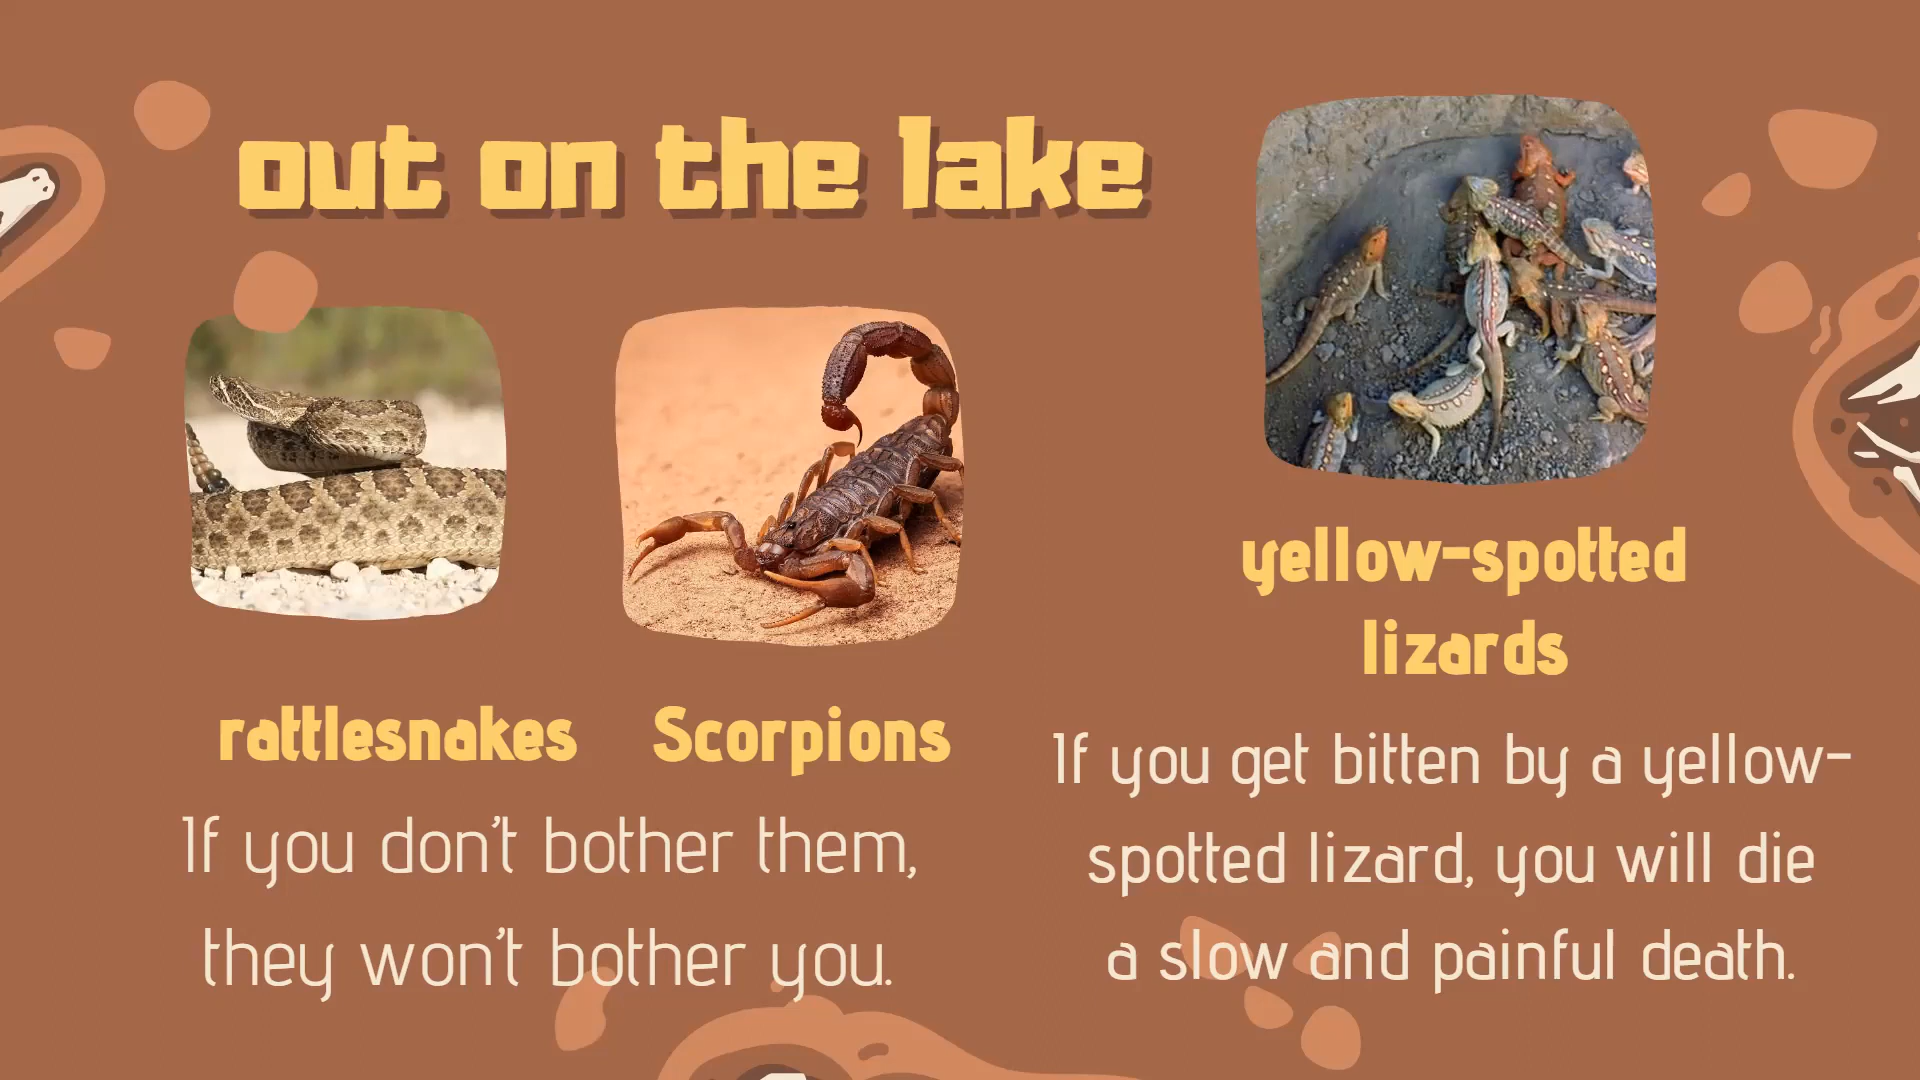 out on the lake
rattlesnakes
Scorpions
If you don't bother them,
they won't bother you.
yellow-spotted
lizards
If you get bitten by a yellow-
spotted lizard, you will die
a slow and painful death.